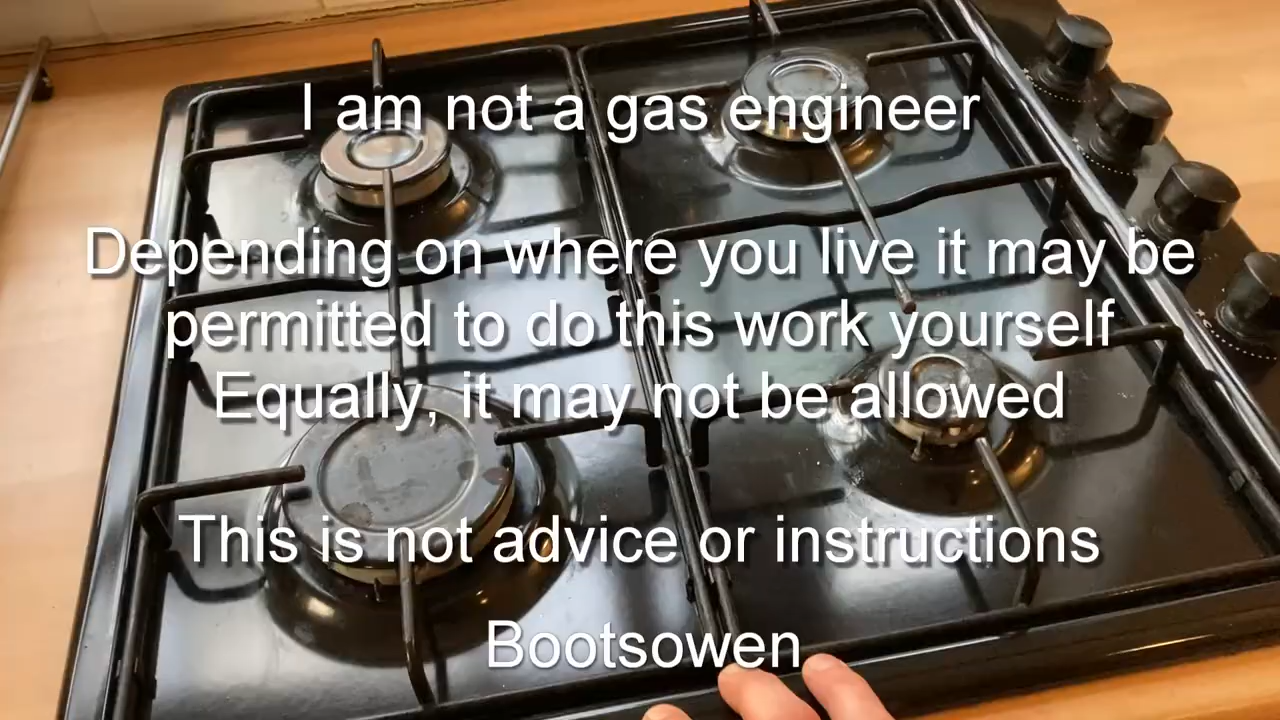 I am not a gas engineer
Depending on where you live it may be
permitted to do this work yourself
Equally, it may not be allowed
This is not advice or instructions
Bootsowen